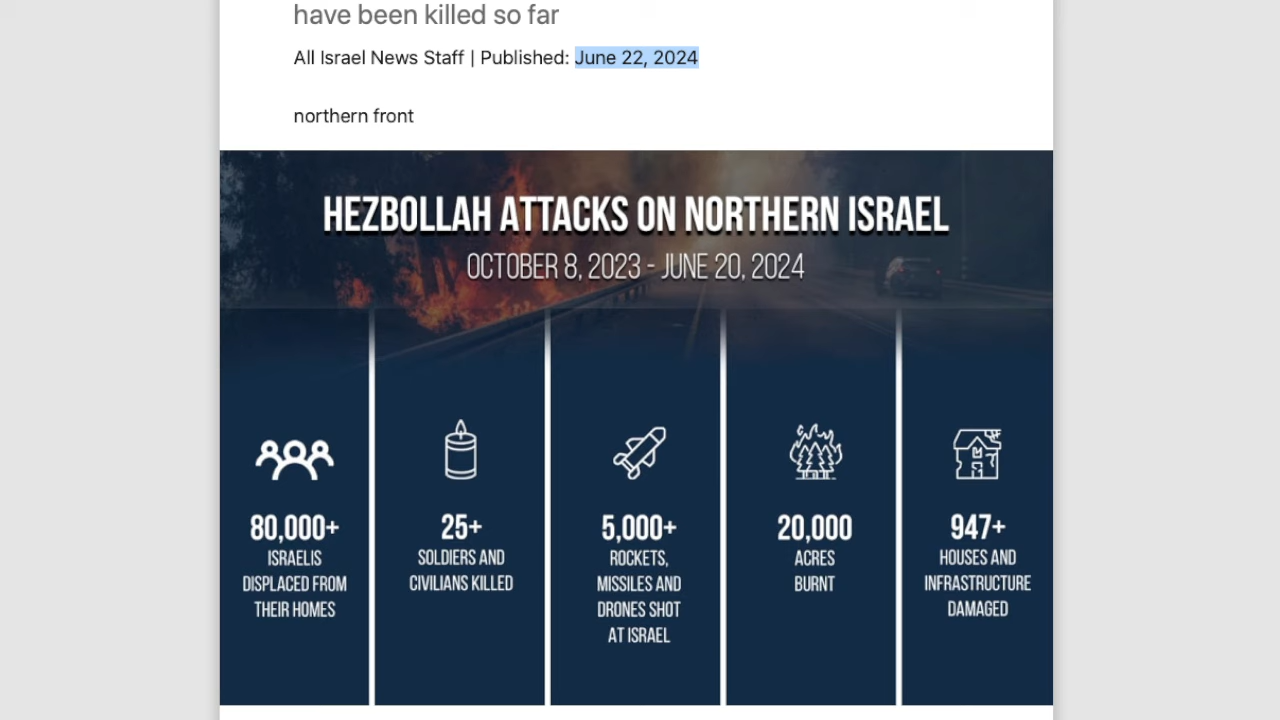 have been killed so far
All Israel News Staff | Published: June 22, 2024
northern front
HEZBOLLAH ATTACKS ON NORTHERN ISRAEL
OCTOBER 8, 2023 - JUNE 20, 2024
80,000+
ISRAELIS
DISPLACED FROM
THEIR HOMES
25+
SOLDIERS AND
CIVILIANS KILLED
5,000+
ROCKETS,
MISSILES AND
DRONES SHOT
AT ISRAEL
20,000
ACRES
BURNT
947+
HOUSES AND
INFRASTRUCTURE
DAMAGED